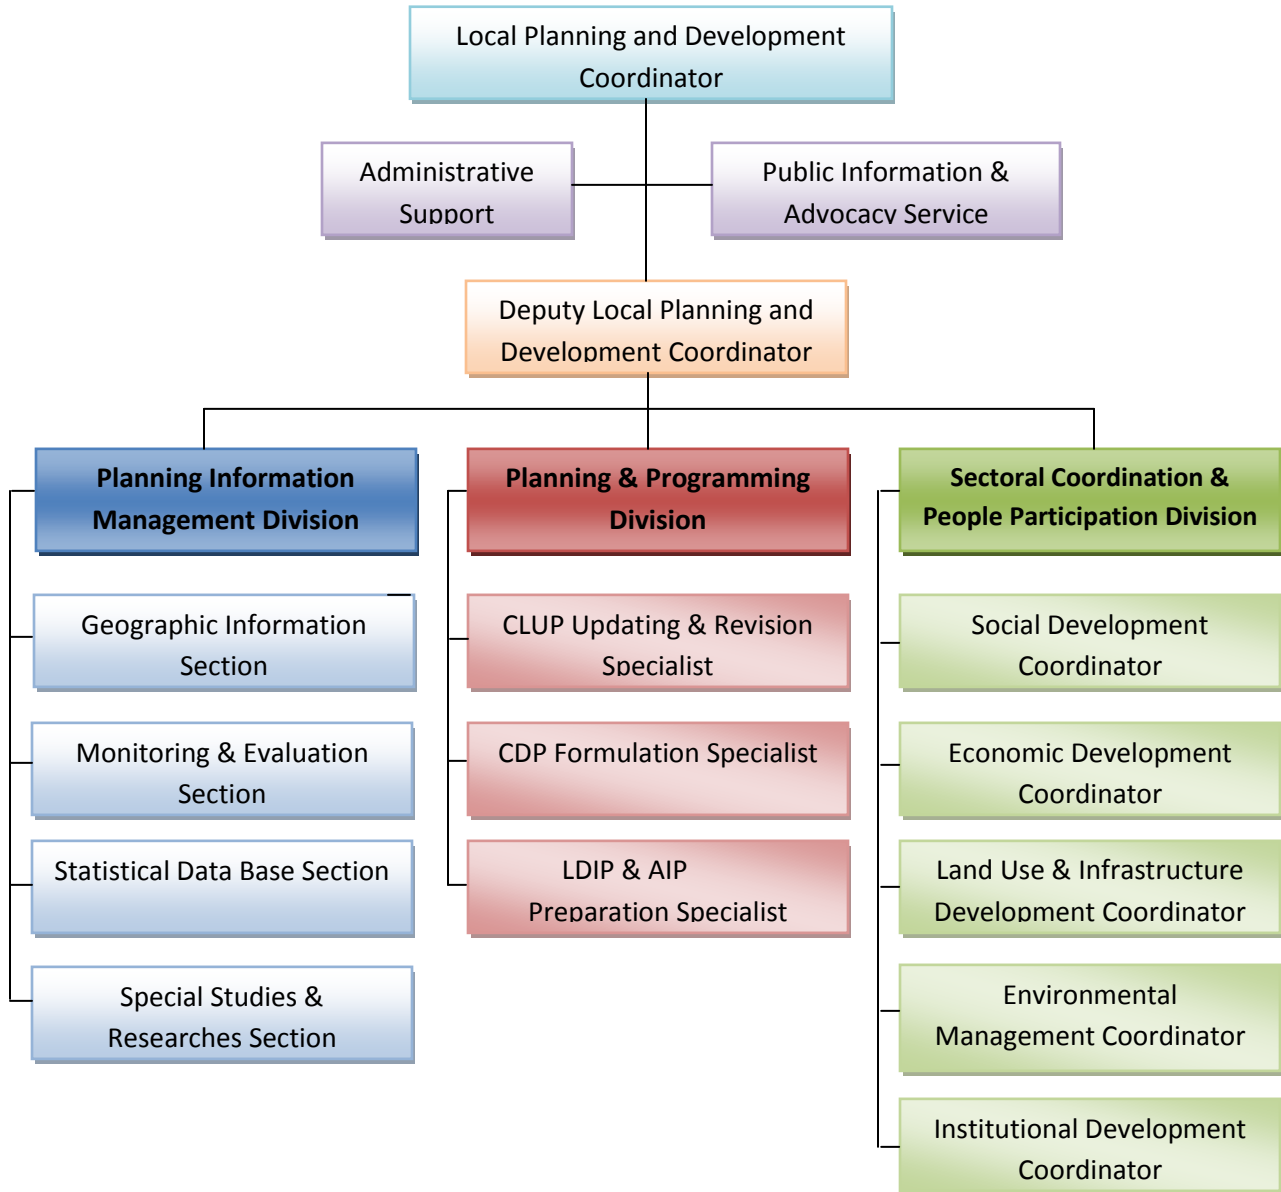 Local Planning and Development
Coordinator
Administrative
Support
Public Information &
Advocacy Service
Deputy Local Planning and
Development Coordinator
Planning Information
Management Division
Geographic Information
Section
Monitoring & Evaluation
Section
Statistical Data Base Section
Special Studies &
Researches Section
Planning & Programming
Division
CLUP Updating & Revision
Specialist
CDP Formulation Specialist
LDIP & AIP
Preparation Specialist
Sectoral Coordination &
People Participation Division
Social Development
Coordinator
Economic Development
Coordinator
Land Use & Infrastructure
Development Coordinator
Environmental
Management Coordinator
Institutional Development
Coordinator